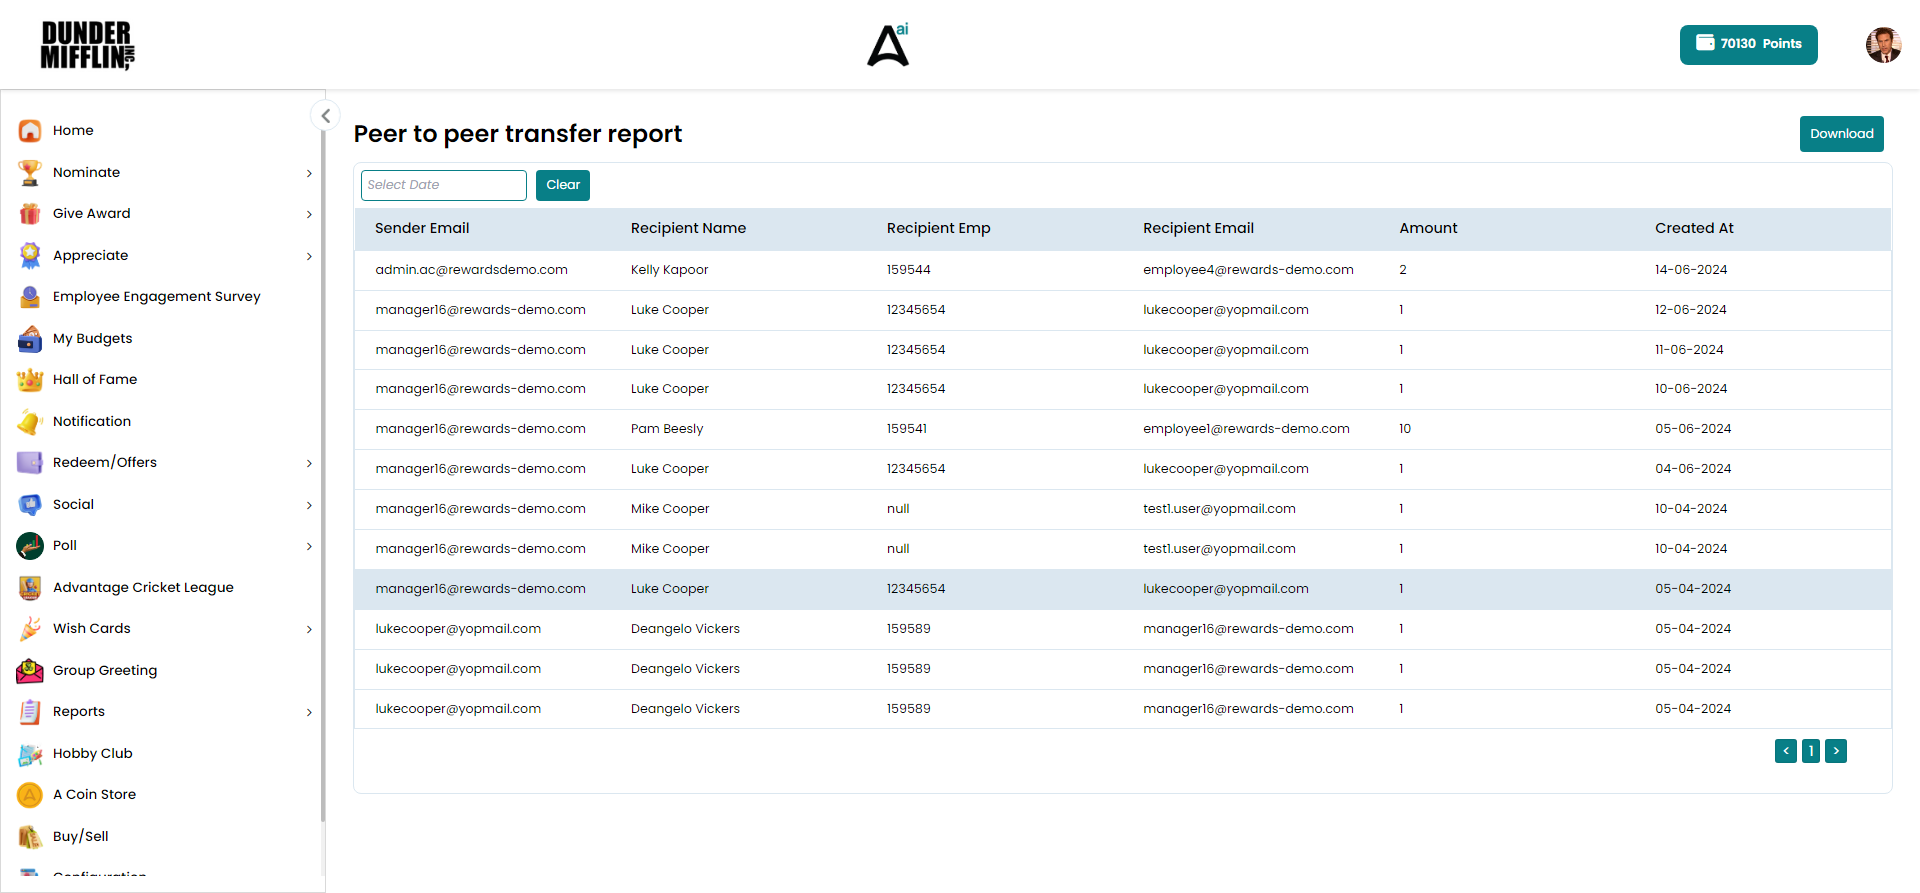 DUNDER
MIFFLIN INC,
ai
70130 Points
Home
Nominate
Give Award
Appreciate
Employee Engagement Survey
My Budgets
Hall of Fame
Notification
Redeem/Offers
Social
Poll
Advantage Cricket League
Wish Cards
Group Greeting
Reports
Hobby Club
A Coin Store
Buy/Sell
Configuration
Peer to peer transfer report
Download
Select Date
Clear
Sender Email Recipient Name Recipient Emp Recipient Email Amount Created At
admin.ac@rewardsdemo.com Kelly Kapoor 159544 employee4@rewards-demo.com 2 14-06-2024
manager16@rewards-demo.com Luke Cooper 12345654 lukecooper@yopmail.com 1 12-06-2024
manager16@rewards-demo.com Luke Cooper 12345654 lukecooper@yopmail.com 1 11-06-2024
manager16@rewards-demo.com Luke Cooper 12345654 lukecooper@yopmail.com 1 10-06-2024
manager16@rewards-demo.com Pam Beesly 159541 employee1@rewards-demo.com 10 05-06-2024
manager16@rewards-demo.com Luke Cooper 12345654 lukecooper@yopmail.com 1 04-06-2024
manager16@rewards-demo.com Mike Cooper null test1.user@yopmail.com 1 10-04-2024
manager16@rewards-demo.com Mike Cooper null test1.user@yopmail.com 1 10-04-2024
manager16@rewards-demo.com Luke Cooper 12345654 lukecooper@yopmail.com 1 05-04-2024
lukecooper@yopmail.com Deangelo Vickers 159589 manager16@rewards-demo.com 1 05-04-2024
lukecooper@yopmail.com Deangelo Vickers 159589 manager16@rewards-demo.com 1 05-04-2024
lukecooper@yopmail.com Deangelo Vickers 159589 manager16@rewards-demo.com 1 05-04-2024
< 1 >